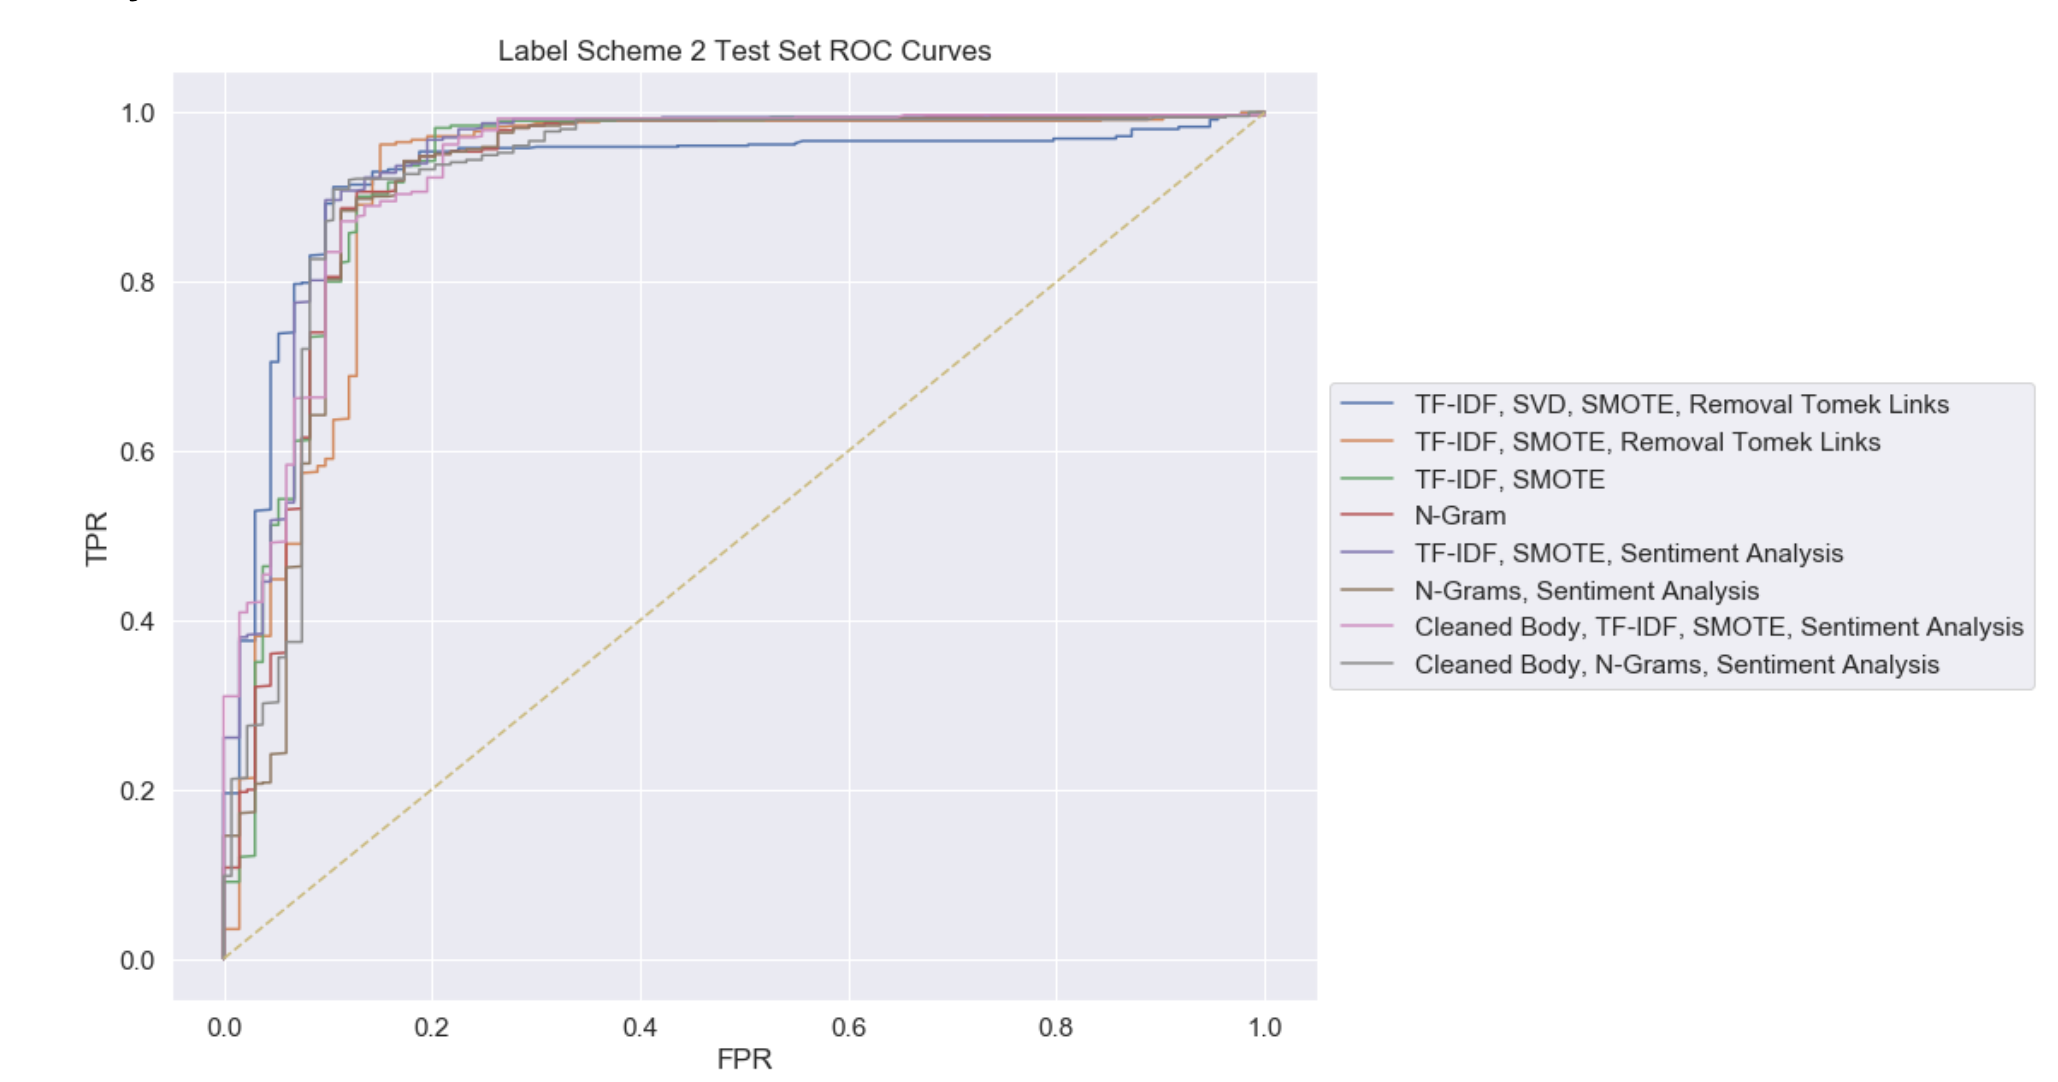 Label Scheme 2 Test Set ROC Curves
1.0
0.8
0.6
0.4
0.2
0.0
TPR
0.0 0.2 0.4 0.6 0.8 1.0
FPR
TF-IDF, SVD, SMOTE, Removal Tomek Links
TF-IDF, SMOTE, Removal Tomek Links
TF-IDF, SMOTE
N-Gram
TF-IDF, SMOTE, Sentiment Analysis
N-Grams, Sentiment Analysis
Cleaned Body, TF-IDF, SMOTE, Sentiment Analysis
Cleaned Body, N-Grams, Sentiment Analysis